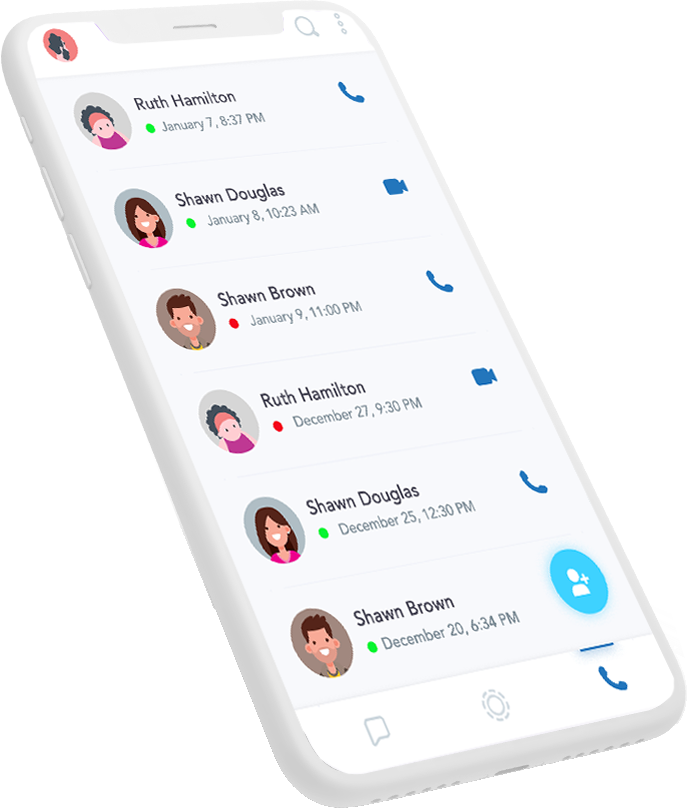 Ruth Hamilton
January 7, 8:37 PM
Shawn Douglas
January 8, 10:23 AM
Shawn Brown
January 9, 11:00 PM
Ruth Hamilton
December 27, 9:30 PM
Shawn Douglas
December 25, 12:30 PM
Shawn Brown
December 20, 6:34 PM